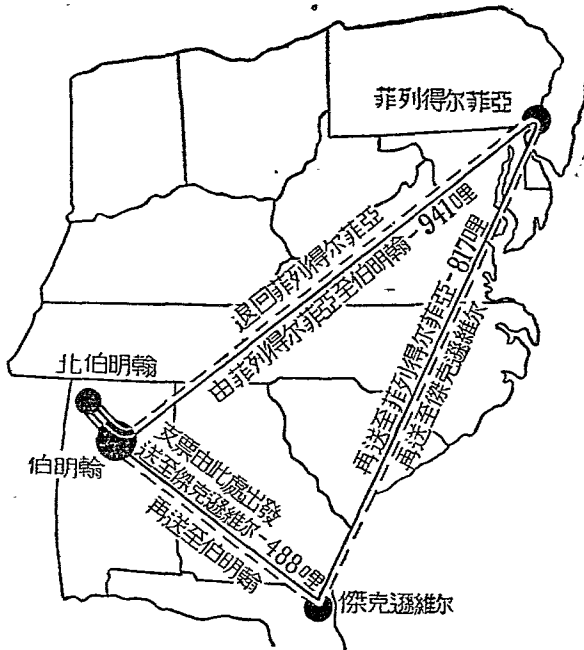 菲列得尔菲亞
退回菲列得尔菲亞
由菲列得尔菲亞至伯明翰-941哩
再送至菲列得尔菲亞-817哩
再送至傑克遜維尔
北伯明翰
伯明翰
支票由此處出發
送至傑克遜維尔-488哩
再送至伯明翰
傑克遜維尔